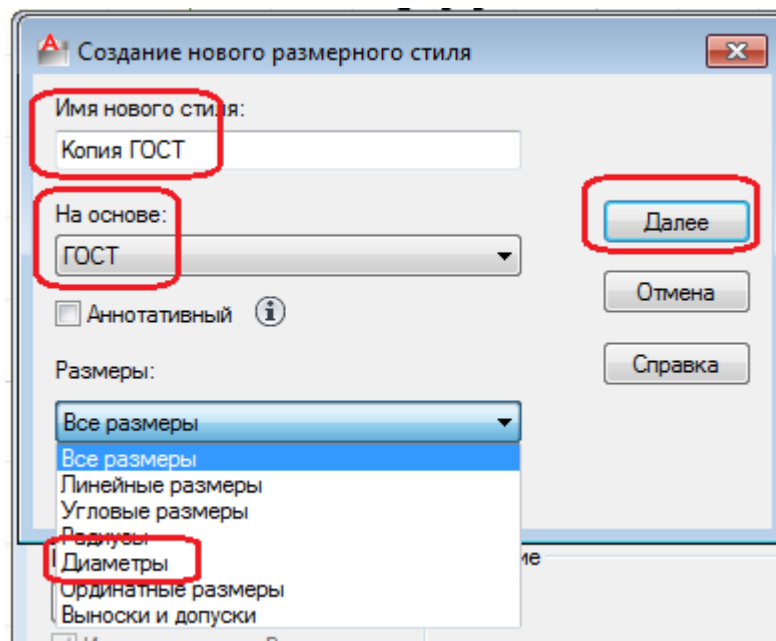 Создание нового размерного стиля
Имя нового стиля:
Копия ГОСТ
На основе:
ГОСТ
Далее
Аннотативный
Отмена
Размеры:
Справка
Все размеры
Все размеры
Линейные размеры
Угловые размеры
Радиусы
Диаметры
Ординатные размеры
Выноски и допуски